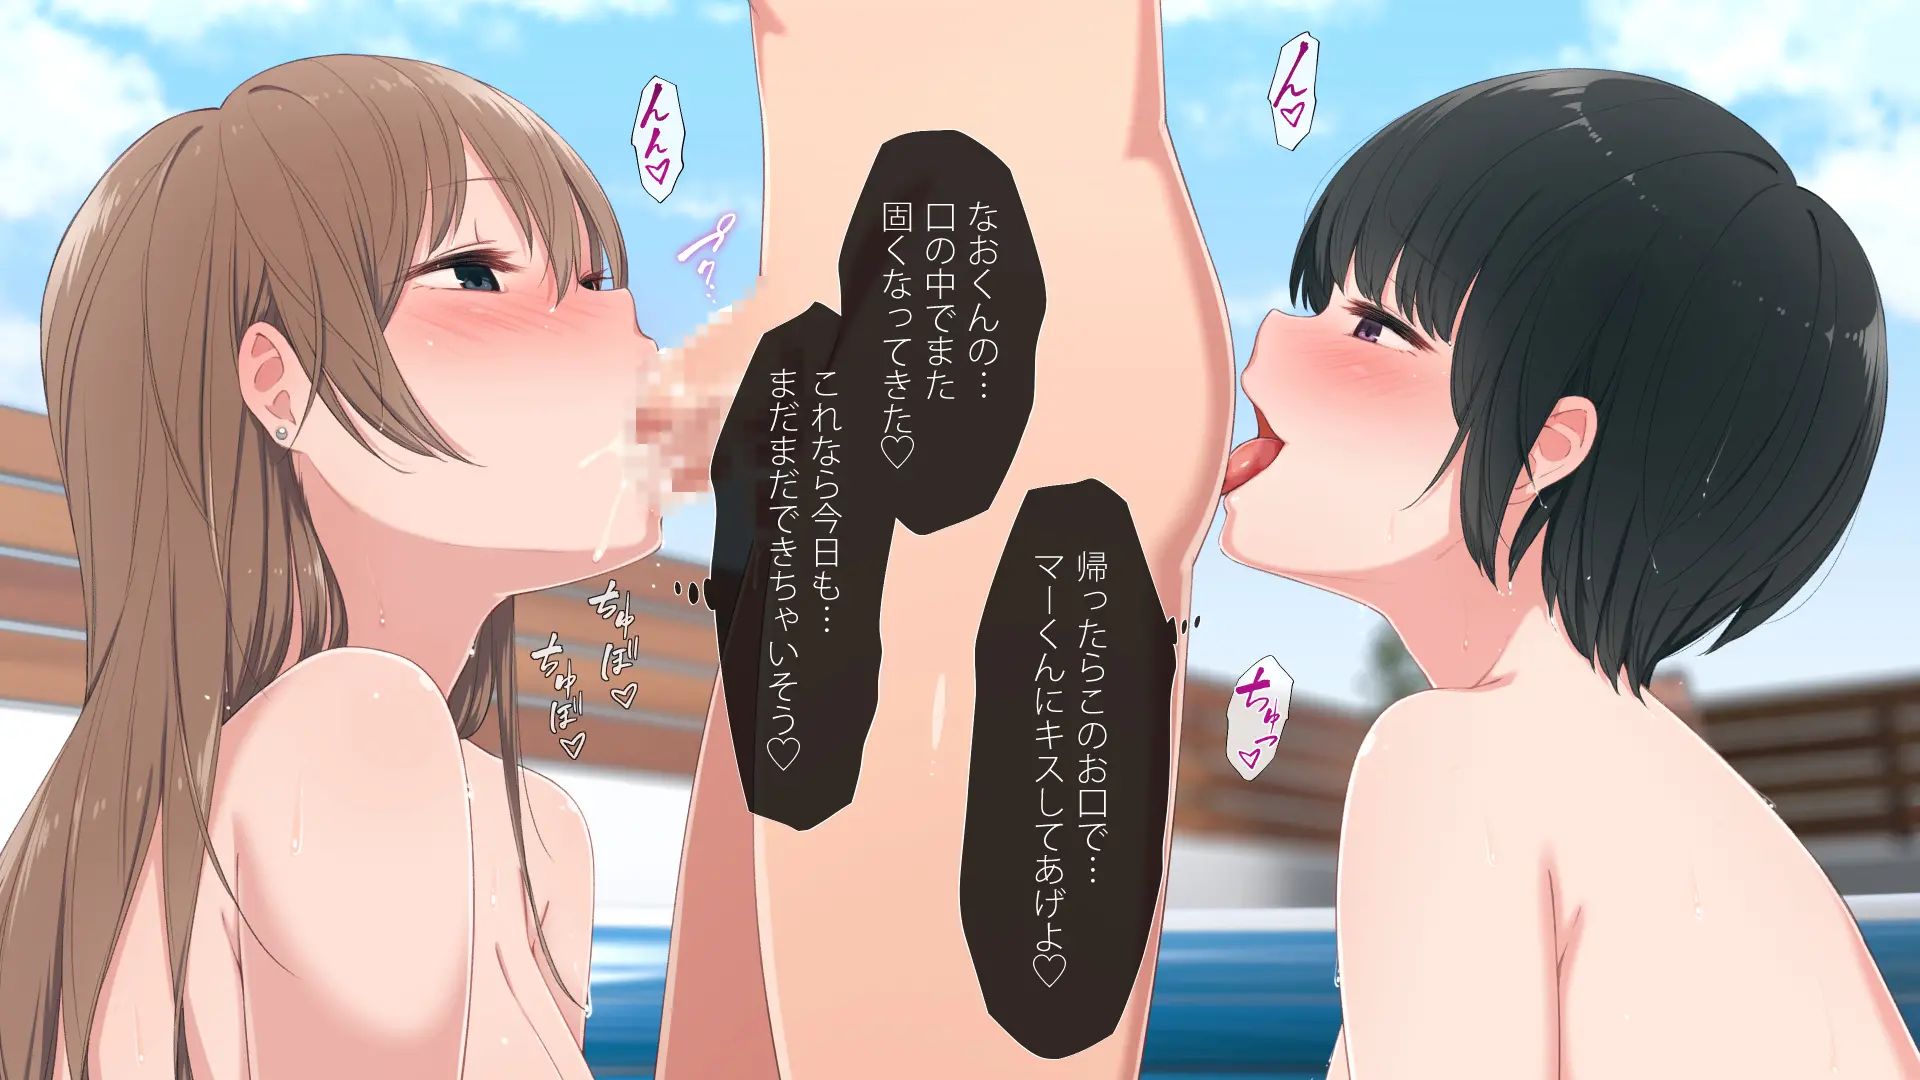 んん♡
ん♡
なおくんの…
口の中でまた
固くなってきた♡
これなら今日も…
まだまだできちゃいそう♡
帰ったらこのお口で…
マーくんにキスしてあげよ♡
ちゅぼ♡
ちゅぼ♡
ちゅっ♡